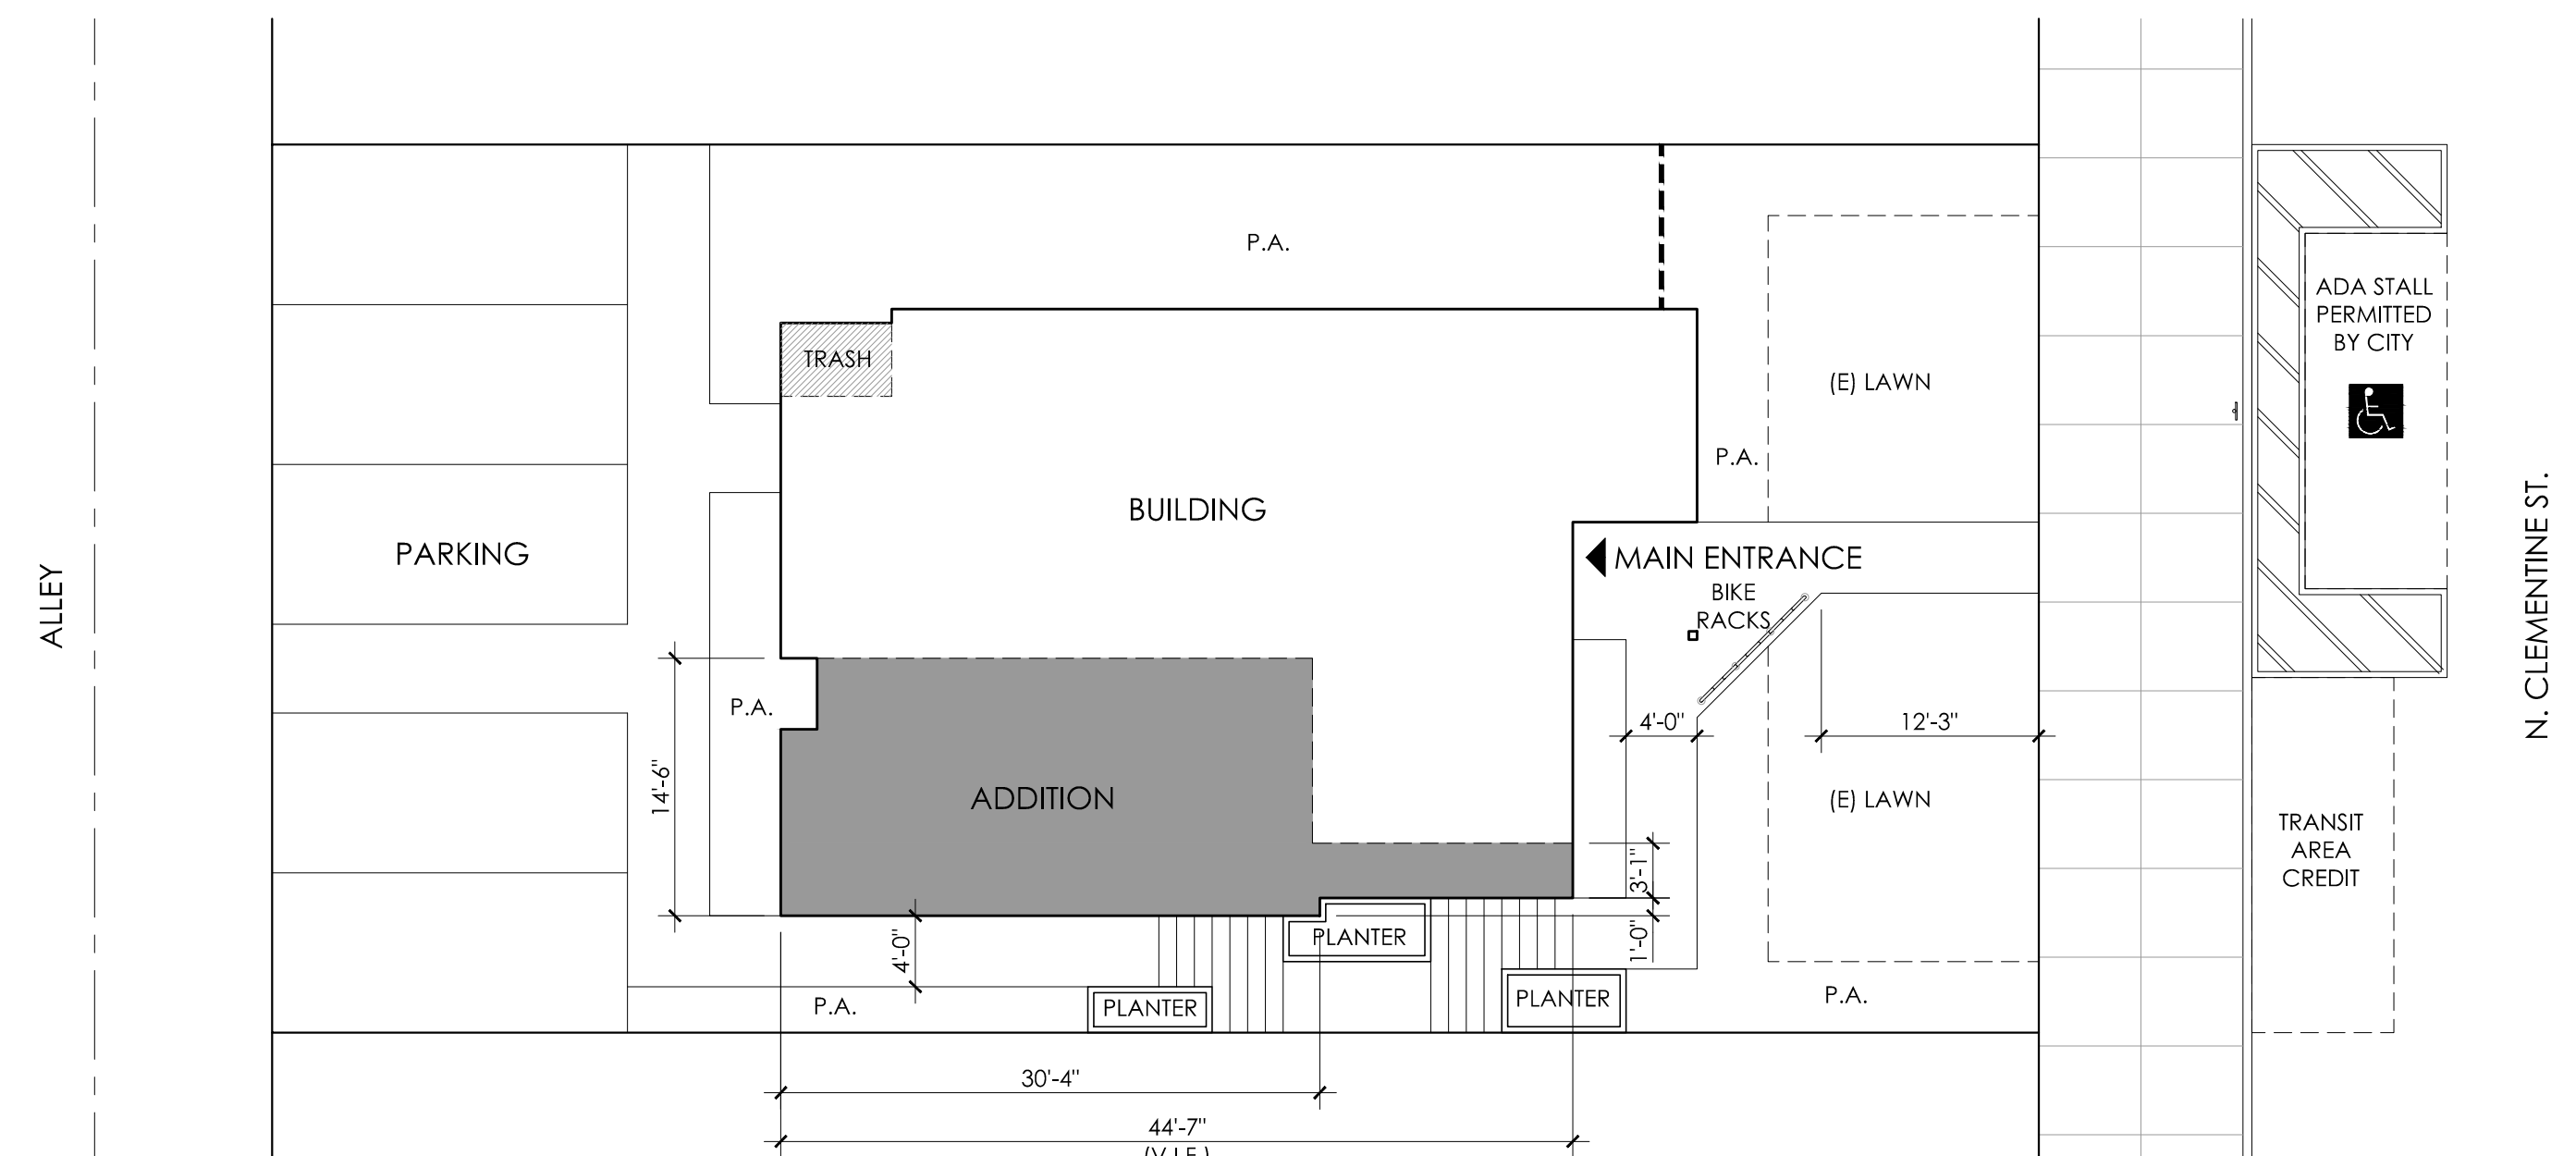 P.A.
ADA STALL
PERMITTED
BY CITY
TRASH
(E) LAWN
P.A.
BUILDING
PARKING
MAIN ENTRANCE
BIKE
RACKS
ALLEY
N. CLEMENTINE ST.
P.A.
4'-0"
12'-3"
14'-6"
ADDITION
(E) LAWN
TRANSIT
AREA
CREDIT
3'-1"
1'-0"
4'-0"
PLANTER
P.A.
PLANTER
PLANTER
P.A.
30'-4"
44'-7"
(V.I.F.)